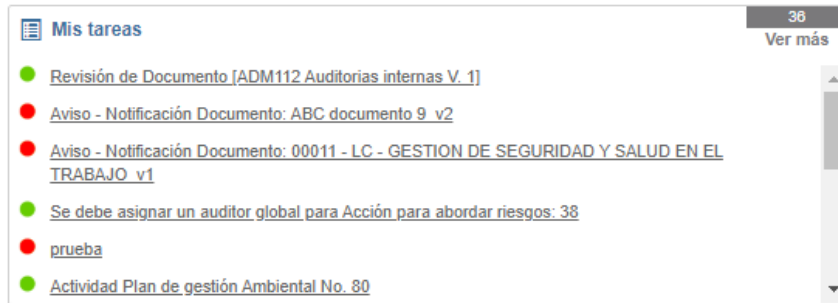 Mis tareas
36
Ver más
Revisión de Documento [ADM112 Auditorias internas V. 1]
Aviso - Notificación Documento: ABC documento 9_v2
Aviso - Notificación Documento: 00011 - LC - GESTION DE SEGURIDAD Y SALUD EN EL
TRABAJO_v1
Se debe asignar un auditor global para Acción para abordar riesgos: 38
prueba
Actividad Plan de gestión Ambiental No. 80